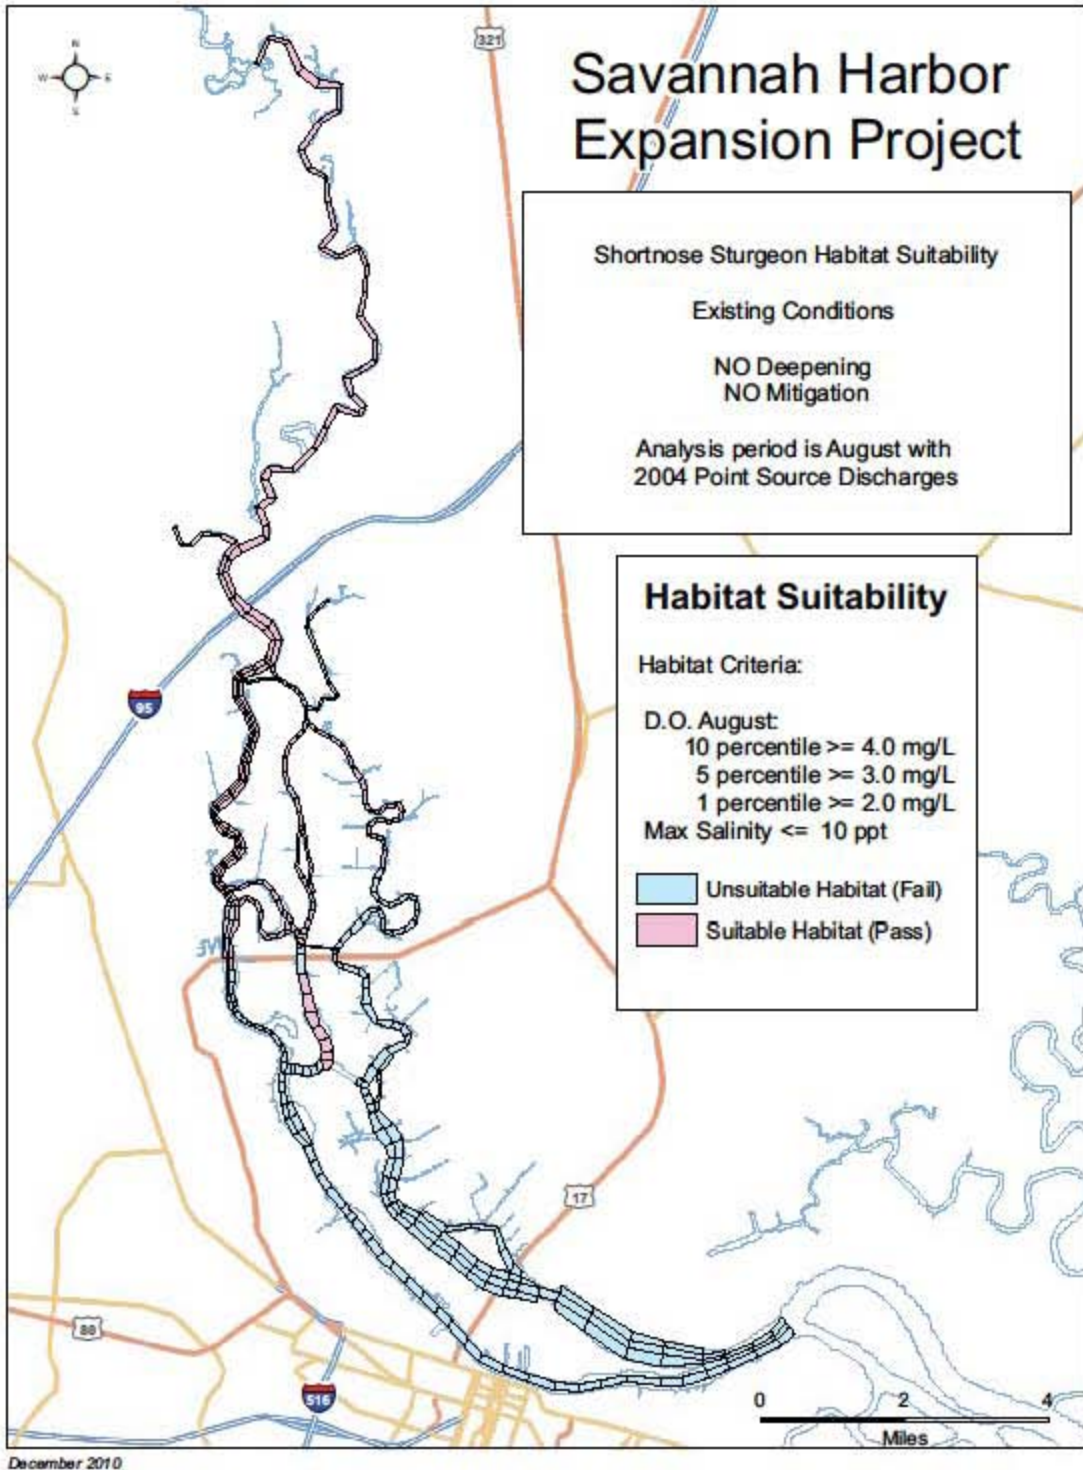 N
W E
S
321
Savannah Harbor
Expansion Project
Shortnose Sturgeon Habitat Suitability
Existing Conditions
NO Deepening
NO Mitigation
Analysis period is August with
2004 Point Source Discharges
Habitat Suitability
Habitat Criteria:
D.O. August:
10 percentile >= 4.0 mg/L
5 percentile >= 3.0 mg/L
1 percentile >= 2.0 mg/L
Max Salinity <= 10 ppt
Unsuitable Habitat (Fail)
Suitable Habitat (Pass)
95
17
80
516
0 2 4
Miles
December 2010